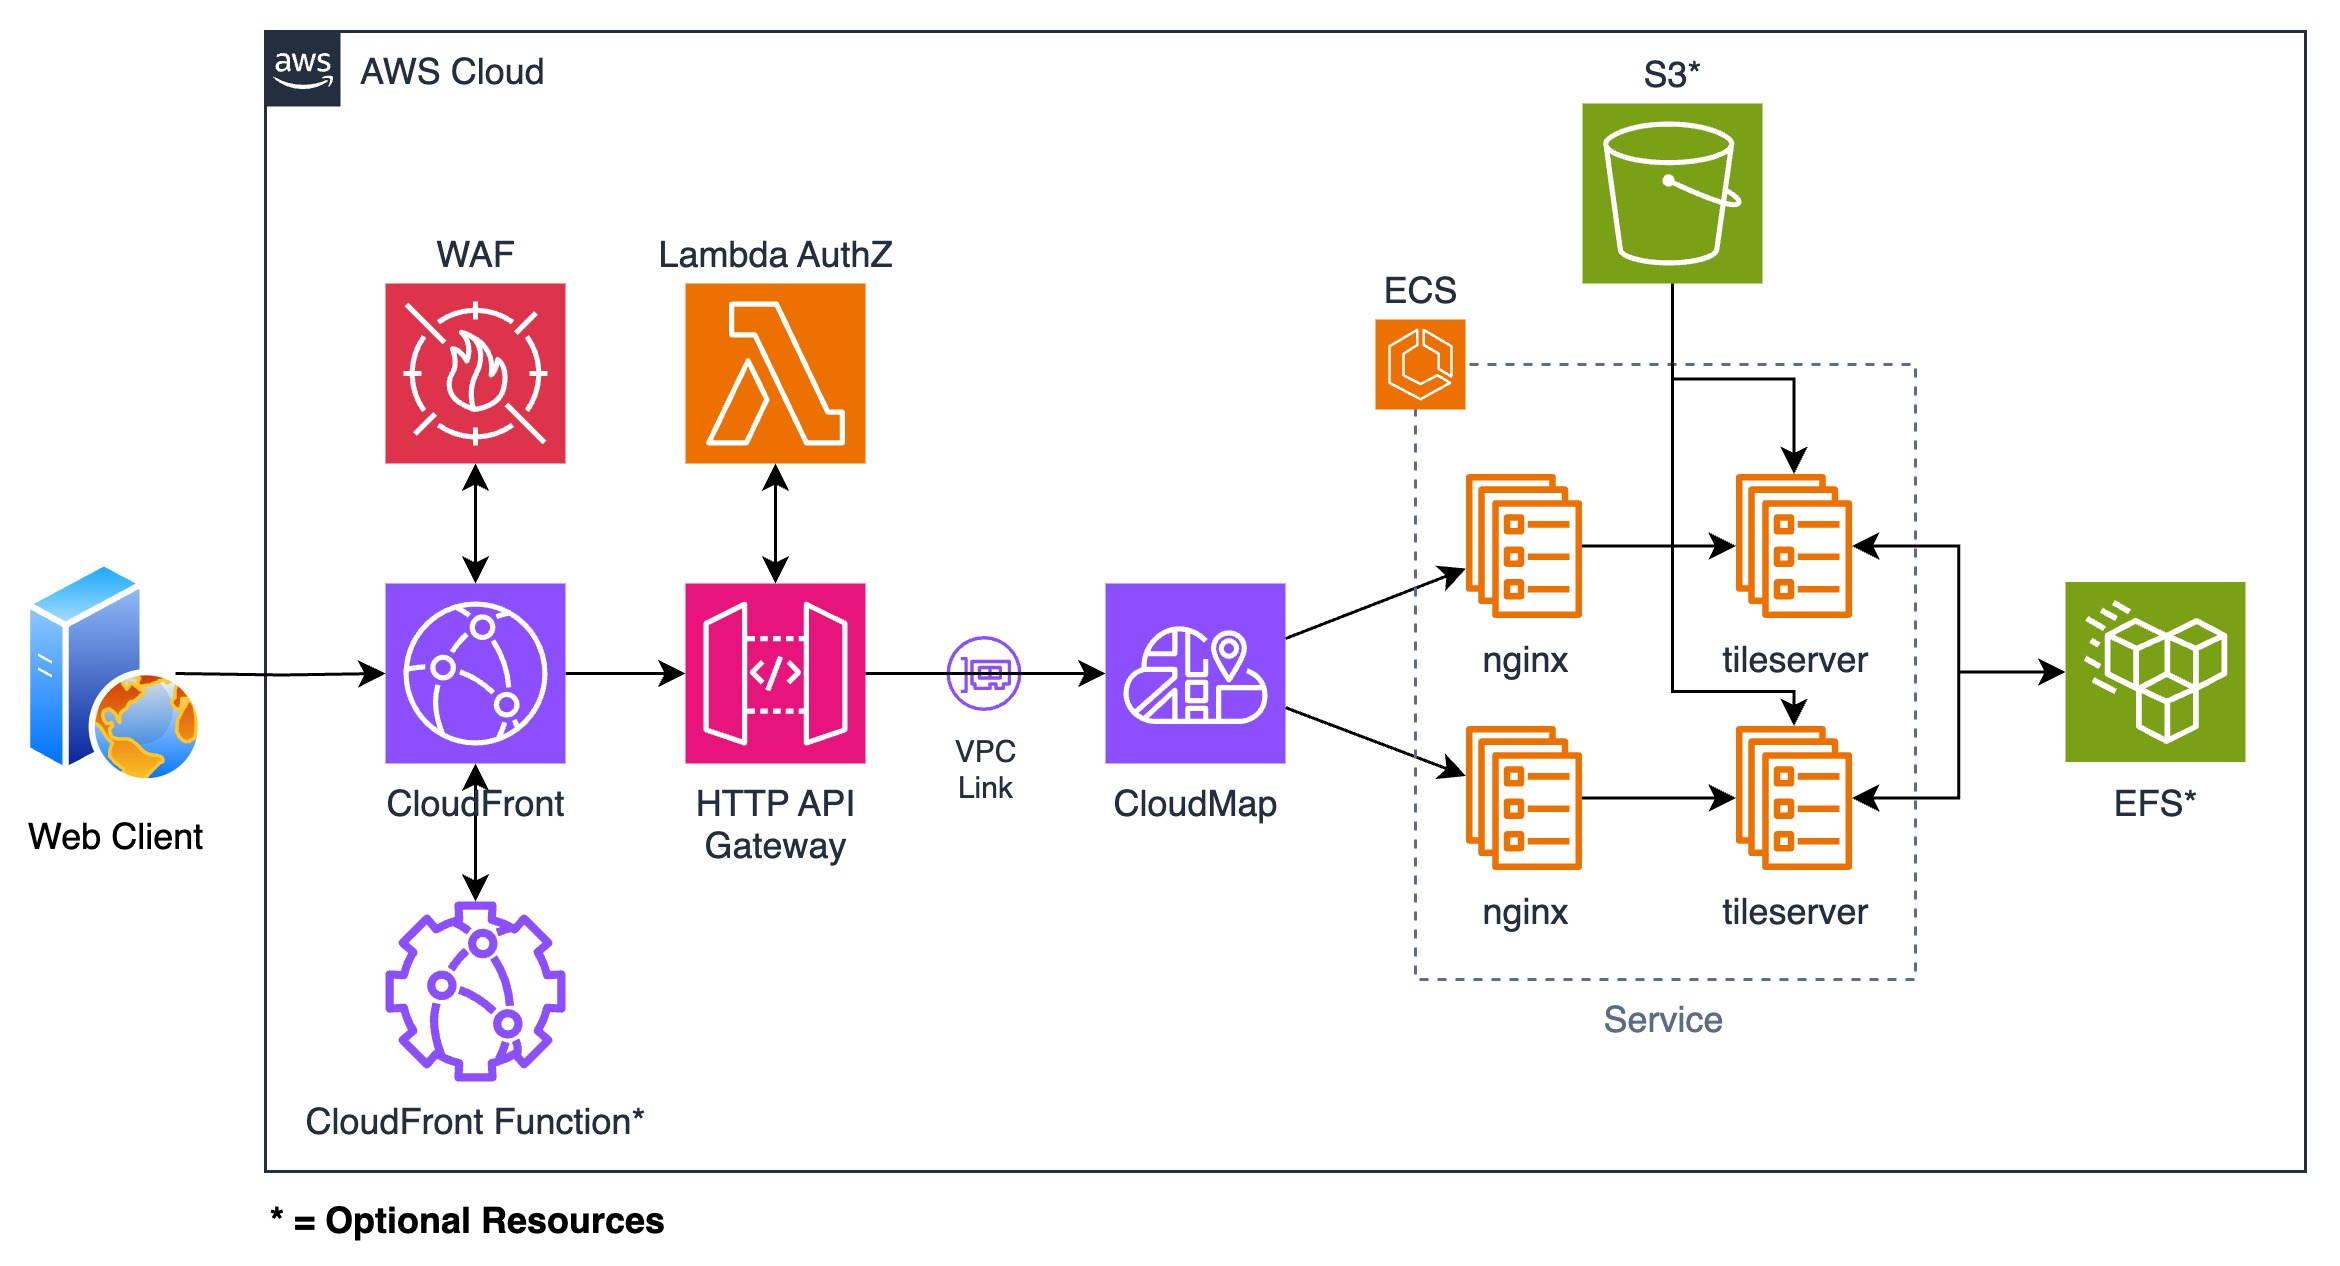 aws
AWS Cloud
S3*
WAF
Lambda AuthZ
ECS
Web Client
CloudFront
HTTP API
Gateway
VPC
Link
CloudMap
nginx
tileserver
nginx
tileserver
EFS*
Service
CloudFront Function*
* = Optional Resources